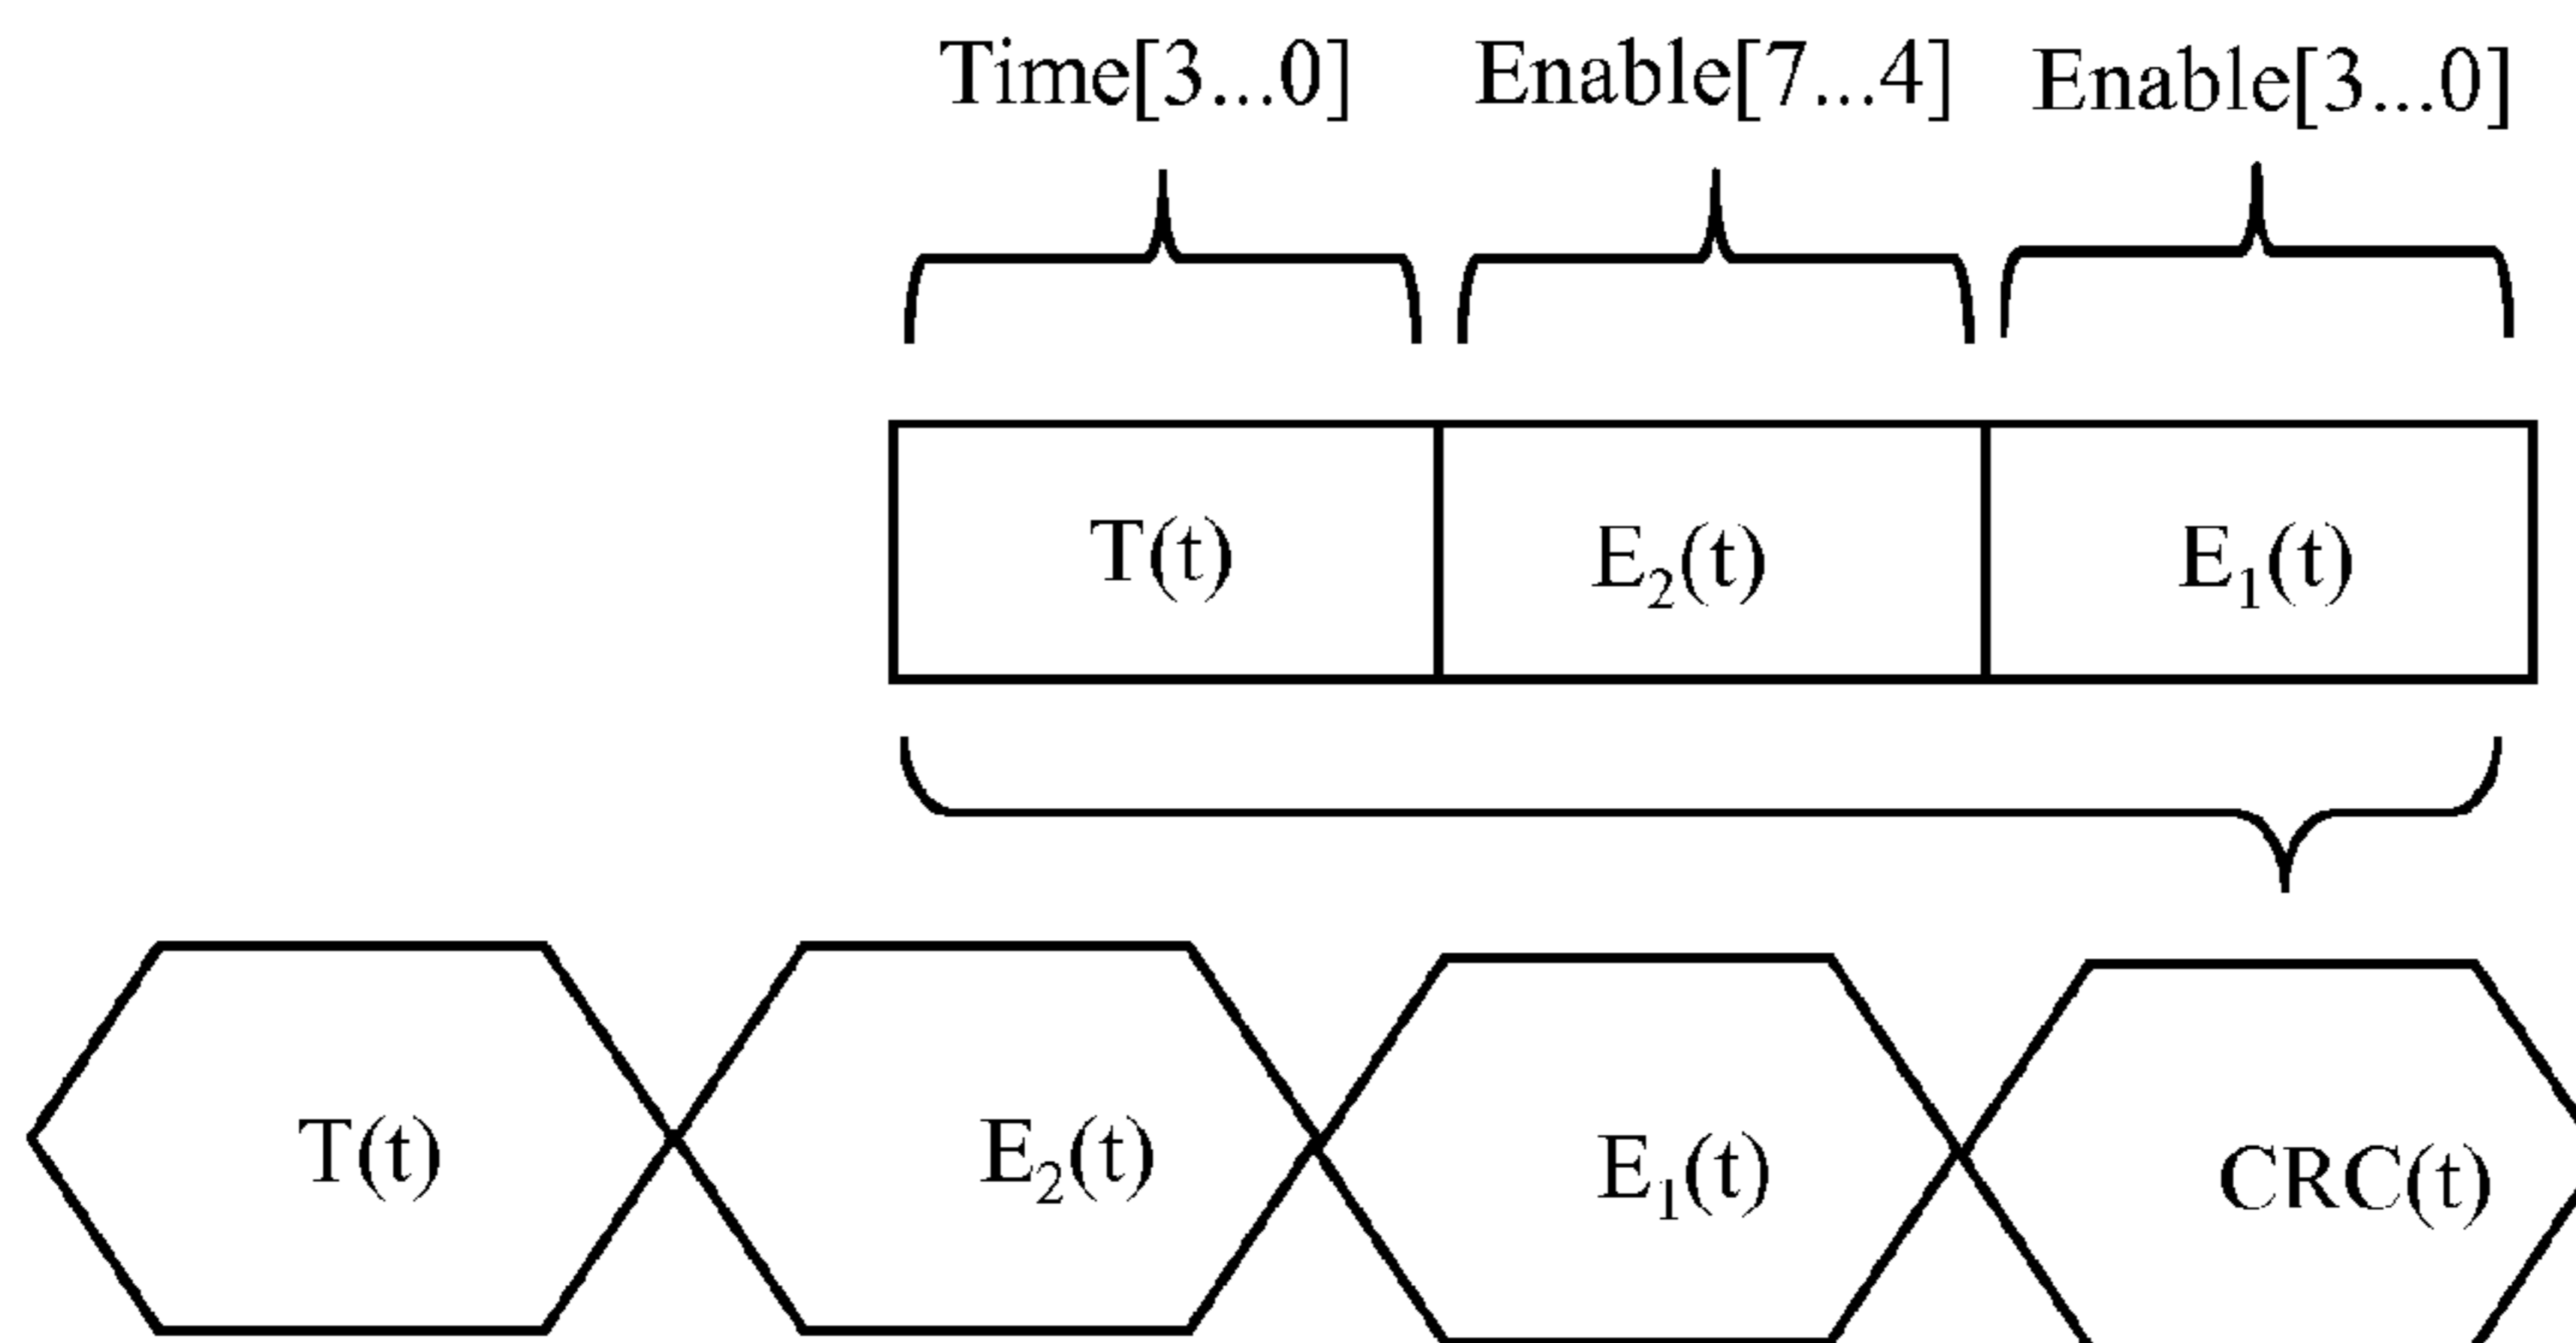 Time[3...0] Enable[7...4] Enable[3...0]
T(t) E₂(t) E₁(t)
T(t) E₂(t) E₁(t) CRC(t)